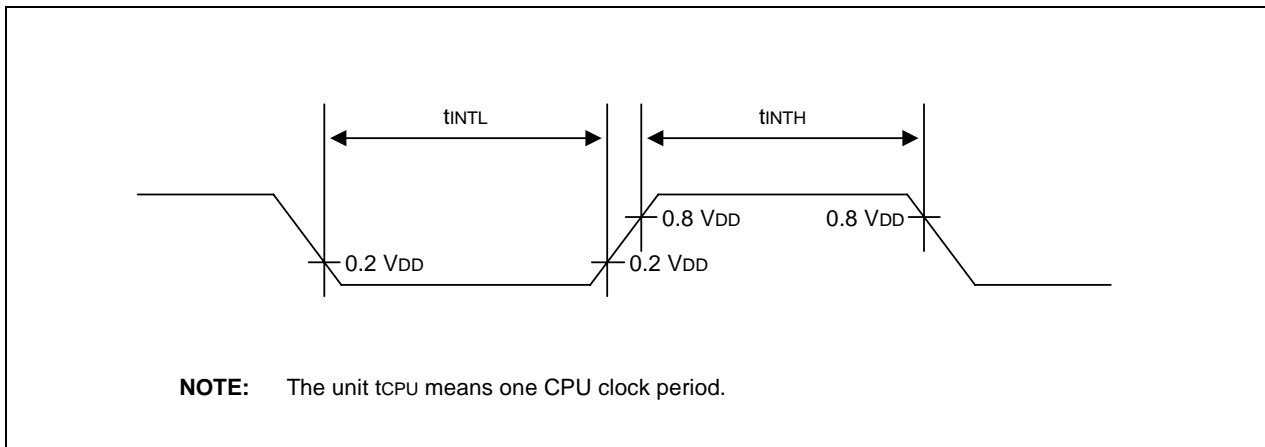 tINTL
tINTH
0.8 VDD
0.8 VDD
0.2 VDD
0.2 VDD
NOTE: The unit tCPU means one CPU clock period.